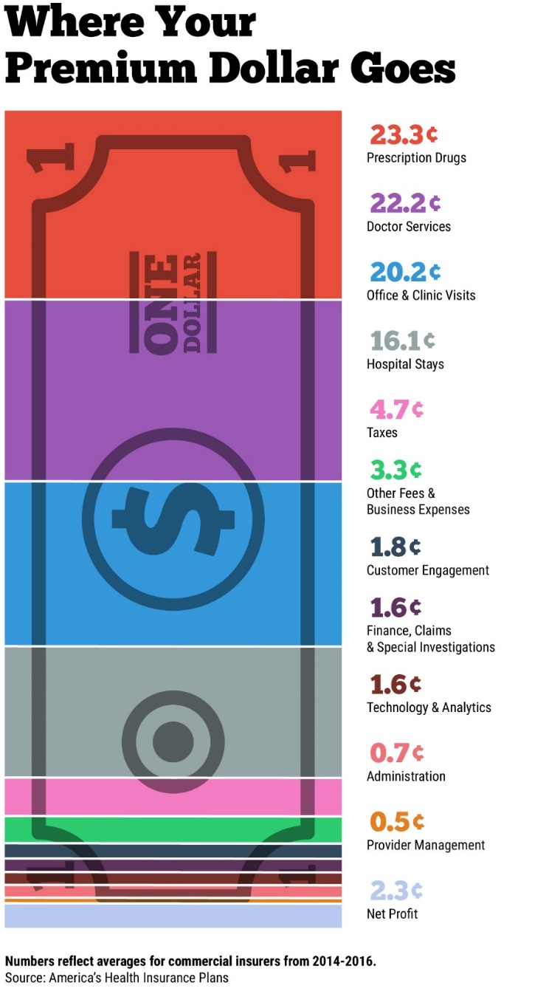 Where Your
Premium Dollar Goes
1
1
ONE
DOLLAR
$
1
1
23.3¢
Prescription Drugs
22.2¢
Doctor Services
20.2¢
Office & Clinic Visits
16.1¢
Hospital Stays
4.7¢
Taxes
3.3¢
Other Fees &
Business Expenses
1.8¢
Customer Engagement
1.6¢
Finance, Claims
& Special Investigations
1.6¢
Technology & Analytics
0.7¢
Administration
0.5¢
Provider Management
2.3¢
Net Profit
Numbers reflect averages for commercial insurers from 2014-2016.
Source: America's Health Insurance Plans